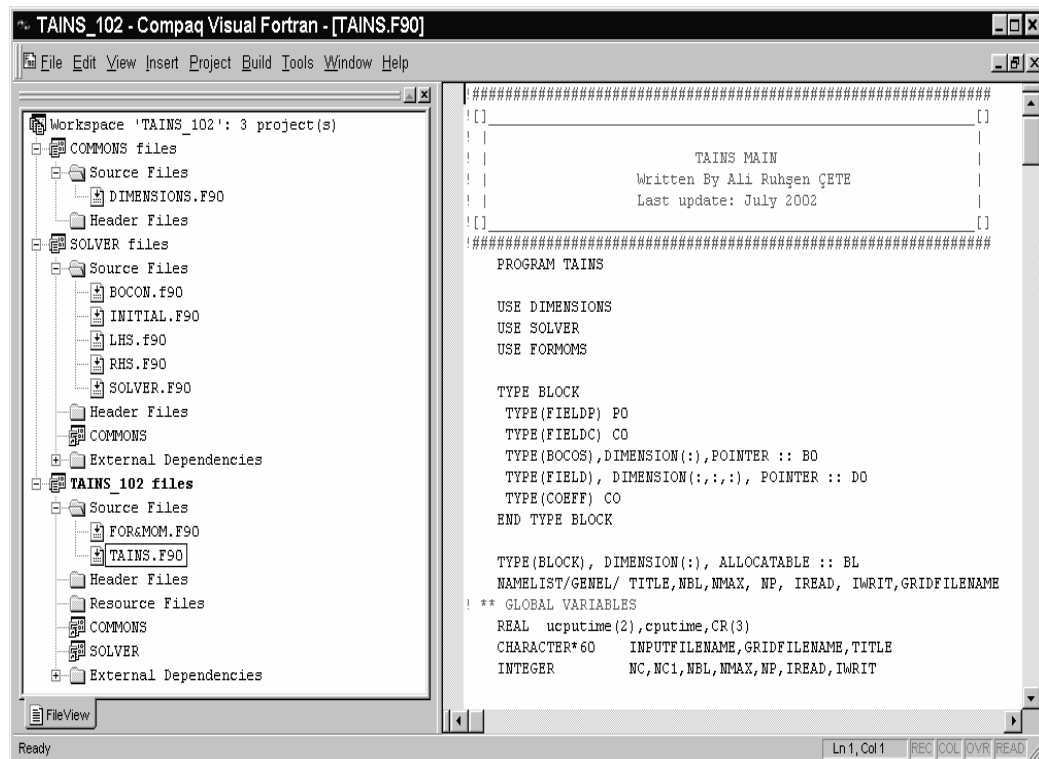 TAINS_102 - Compaq Visual Fortran - [TAINS.F90]
File Edit View Insert Project Build Tools Window Help
Workspace 'TAINS_102': 3 project(s)
COMMONS files
Source Files
DIMENSIONS.F90
Header Files
SOLVER files
Source Files
BOCON.f90
INITIAL.F90
LHS.f90
RHS.F90
SOLVER.F90
Header Files
COMMONS
External Dependencies
TAINS_102 files
Source Files
FOR&MOM.F90
TAINS.F90
Header Files
Resource Files
COMMONS
SOLVER
External Dependencies
FileView
!###############################################################
![]___________________________________________________________[]
! |                                                           |
! | TAINS MAIN |
! | Written By Ali Ruhşen ÇETE |
! | Last update: July 2002 |
![]___________________________________________________________[]
!###############################################################
PROGRAM TAINS
USE DIMENSIONS
USE SOLVER
USE FORMOMS
TYPE BLOCK
TYPE(FIELDP) PO
TYPE(FIELDC) CO
TYPE(BOCOS),DIMENSION(:),POINTER :: BO
TYPE(FIELD), DIMENSION(:,:,:), POINTER :: DO
TYPE(COEFF) CO
END TYPE BLOCK
TYPE(BLOCK), DIMENSION(:), ALLOCATABLE :: BL
NAMELIST/GENEL/ TITLE,NBL,NMAX, NP, IREAD, IWRIT,GRIDFILENAME
! ** GLOBAL VARIABLES
REAL ucputime(2),cputime,CR(3)
CHARACTER*60 INPUTFILENAME,GRIDFILENAME,TITLE
INTEGER NC,NC1,NBL,NMAX,NP,IREAD,IWRIT
Ready
Ln 1, Col 1 REC COL OVR READ